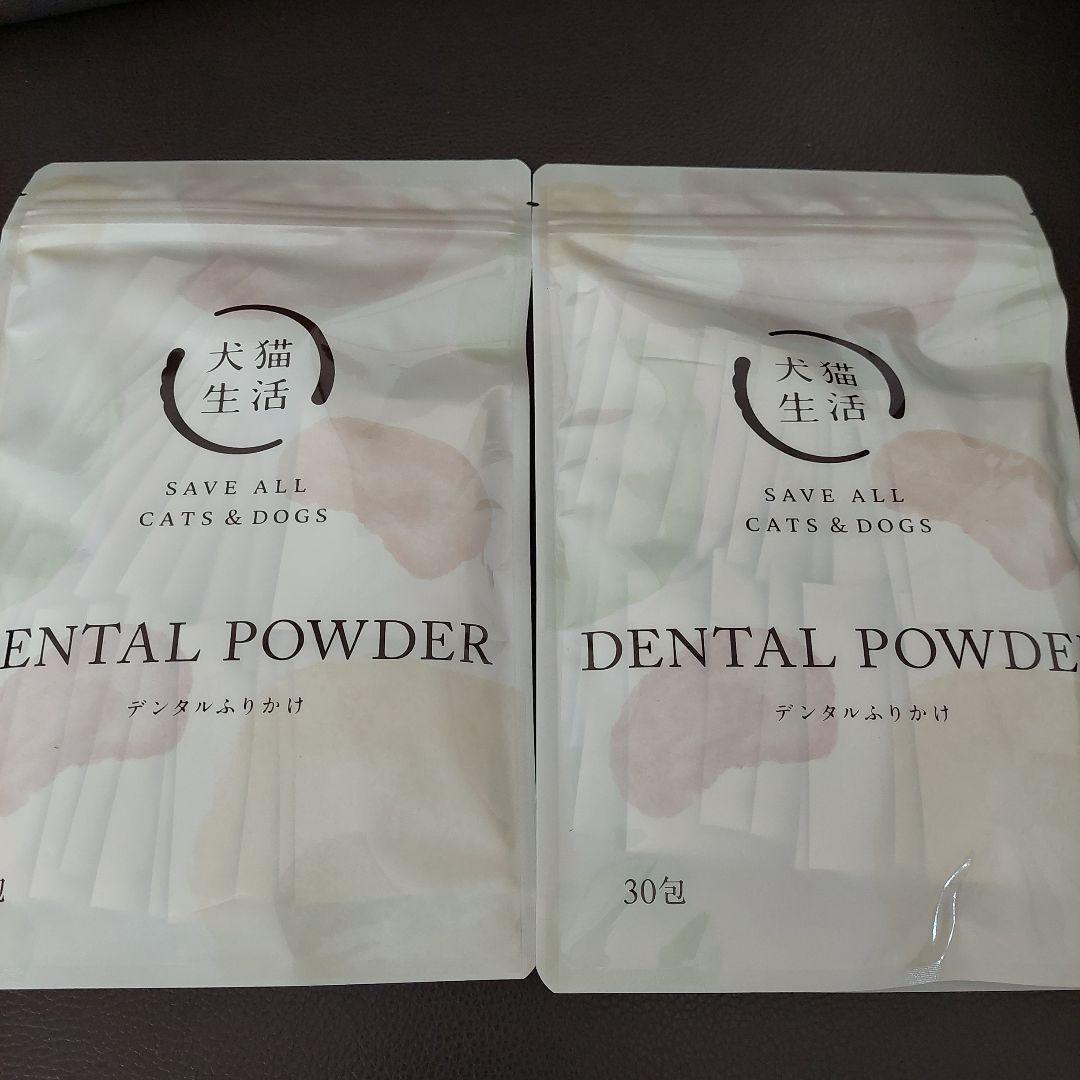 犬猫
生活
SAVE ALL
CATS & DOGS
ENTAL POWDER
デンタルふりかけ
包
犬猫
生活
SAVE ALL
CATS & DOGS
DENTAL POWDE
デンタルふりかけ
30包